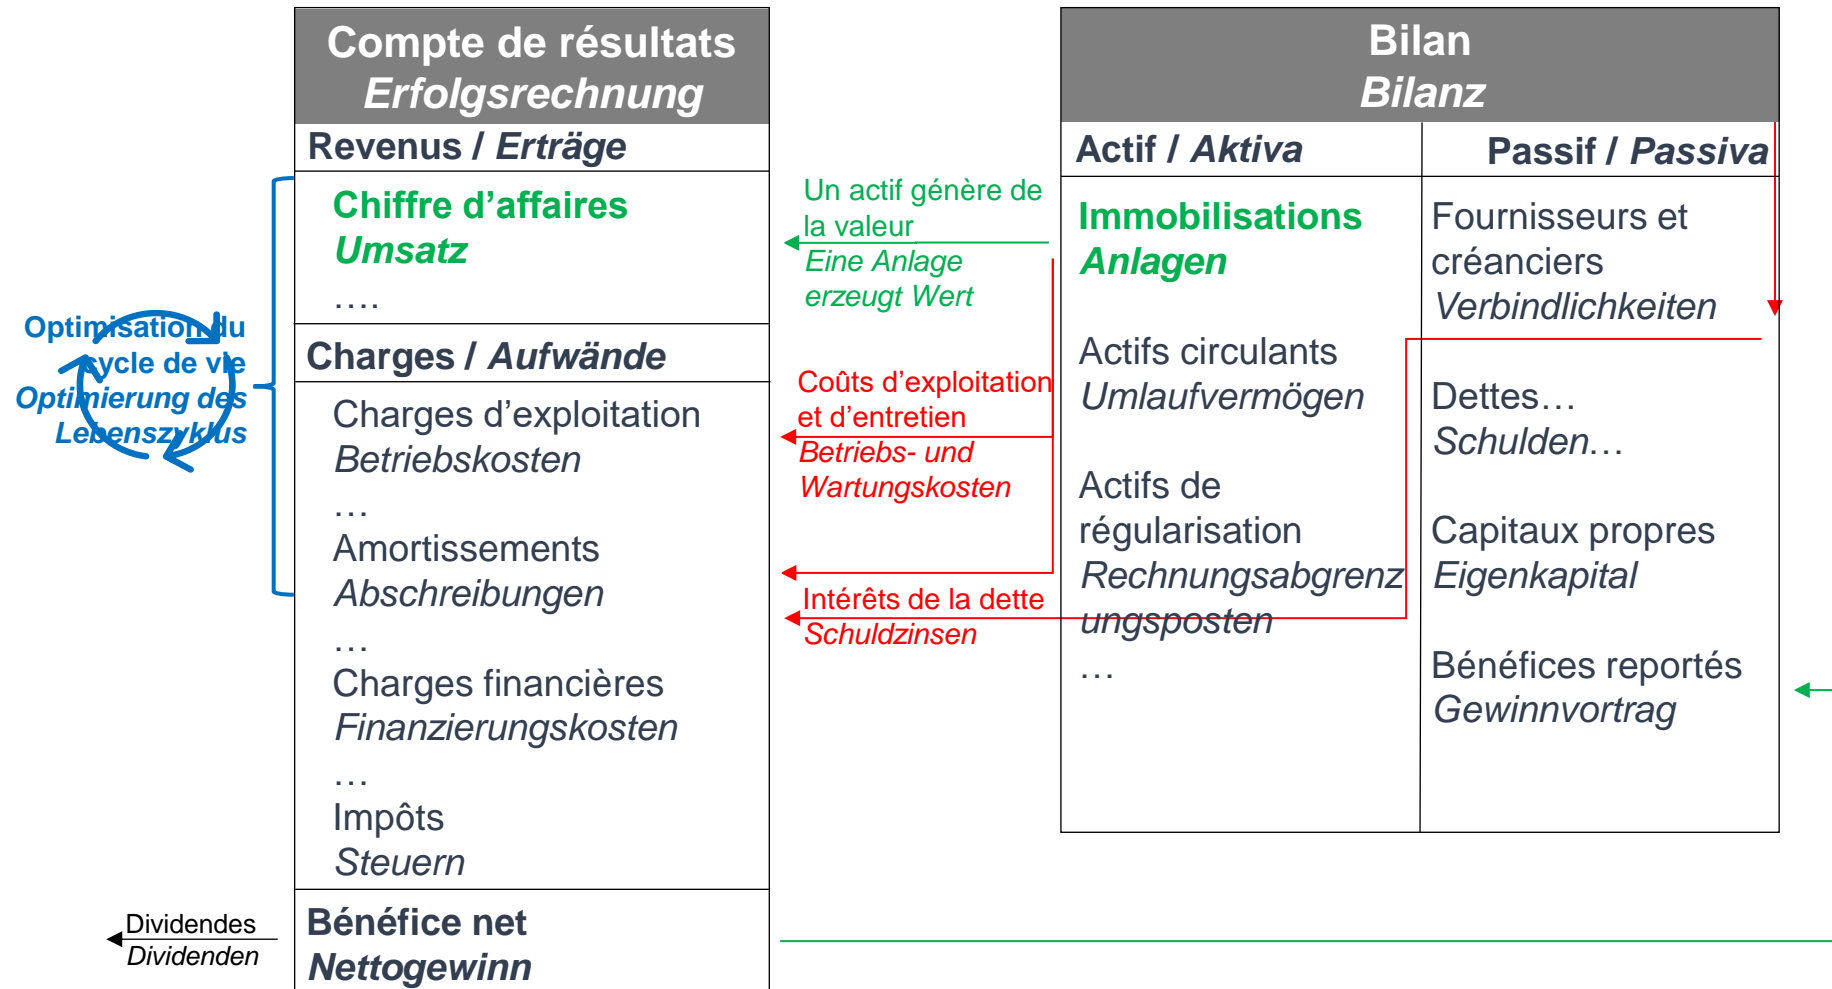 Compte de résultats
Erfolgsrechnung
Revenus / Erträge
Chiffre d’affaires
Umsatz
….
Charges / Aufwände
Charges d’exploitation
Betriebskosten
…
Amortissements
Abschreibungen
…
Charges financières
Finanzierungskosten
…
Impôts
Steuern
Bénéfice net
Nettogewinn
Optimisation du
cycle de vie
Optimierung des
Lebenszyklus
Dividendes
Dividenden
Un actif génère de
la valeur
Eine Anlage
erzeugt Wert
Coûts d’exploitation
et d’entretien
Betriebs- und
Wartungskosten
Intérêts de la dette
Schuldzinsen
Bilan
Bilanz
Actif / Aktiva
Immobilisations
Anlagen
Actifs circulants
Umlaufvermögen
Actifs de
régularisation
Rechnungsabgrenz
ungsposten
…
Passif / Passiva
Fournisseurs et
créanciers
Verbindlichkeiten
Dettes…
Schulden…
Capitaux propres
Eigenkapital
Bénéfices reportés
Gewinnvortrag